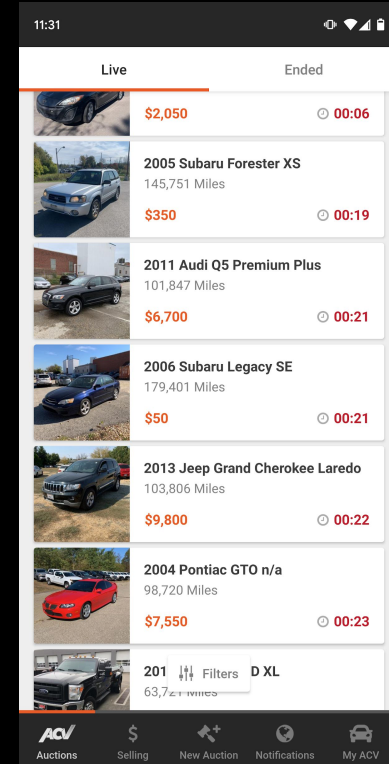 11:31
Live
Ended
$2,050
00:06
2005 Subaru Forester XS
145,751 Miles
$350
00:19
2011 Audi Q5 Premium Plus
101,847 Miles
$6,700
00:21
2006 Subaru Legacy SE
179,401 Miles
$50
00:21
2013 Jeep Grand Cherokee Laredo
103,806 Miles
$9,800
00:22
2004 Pontiac GTO n/a
98,720 Miles
$7,550
00:23
201 D XL
Filters
Miles
ACV
Auctions
Selling
New Auction
Notifications
My ACV